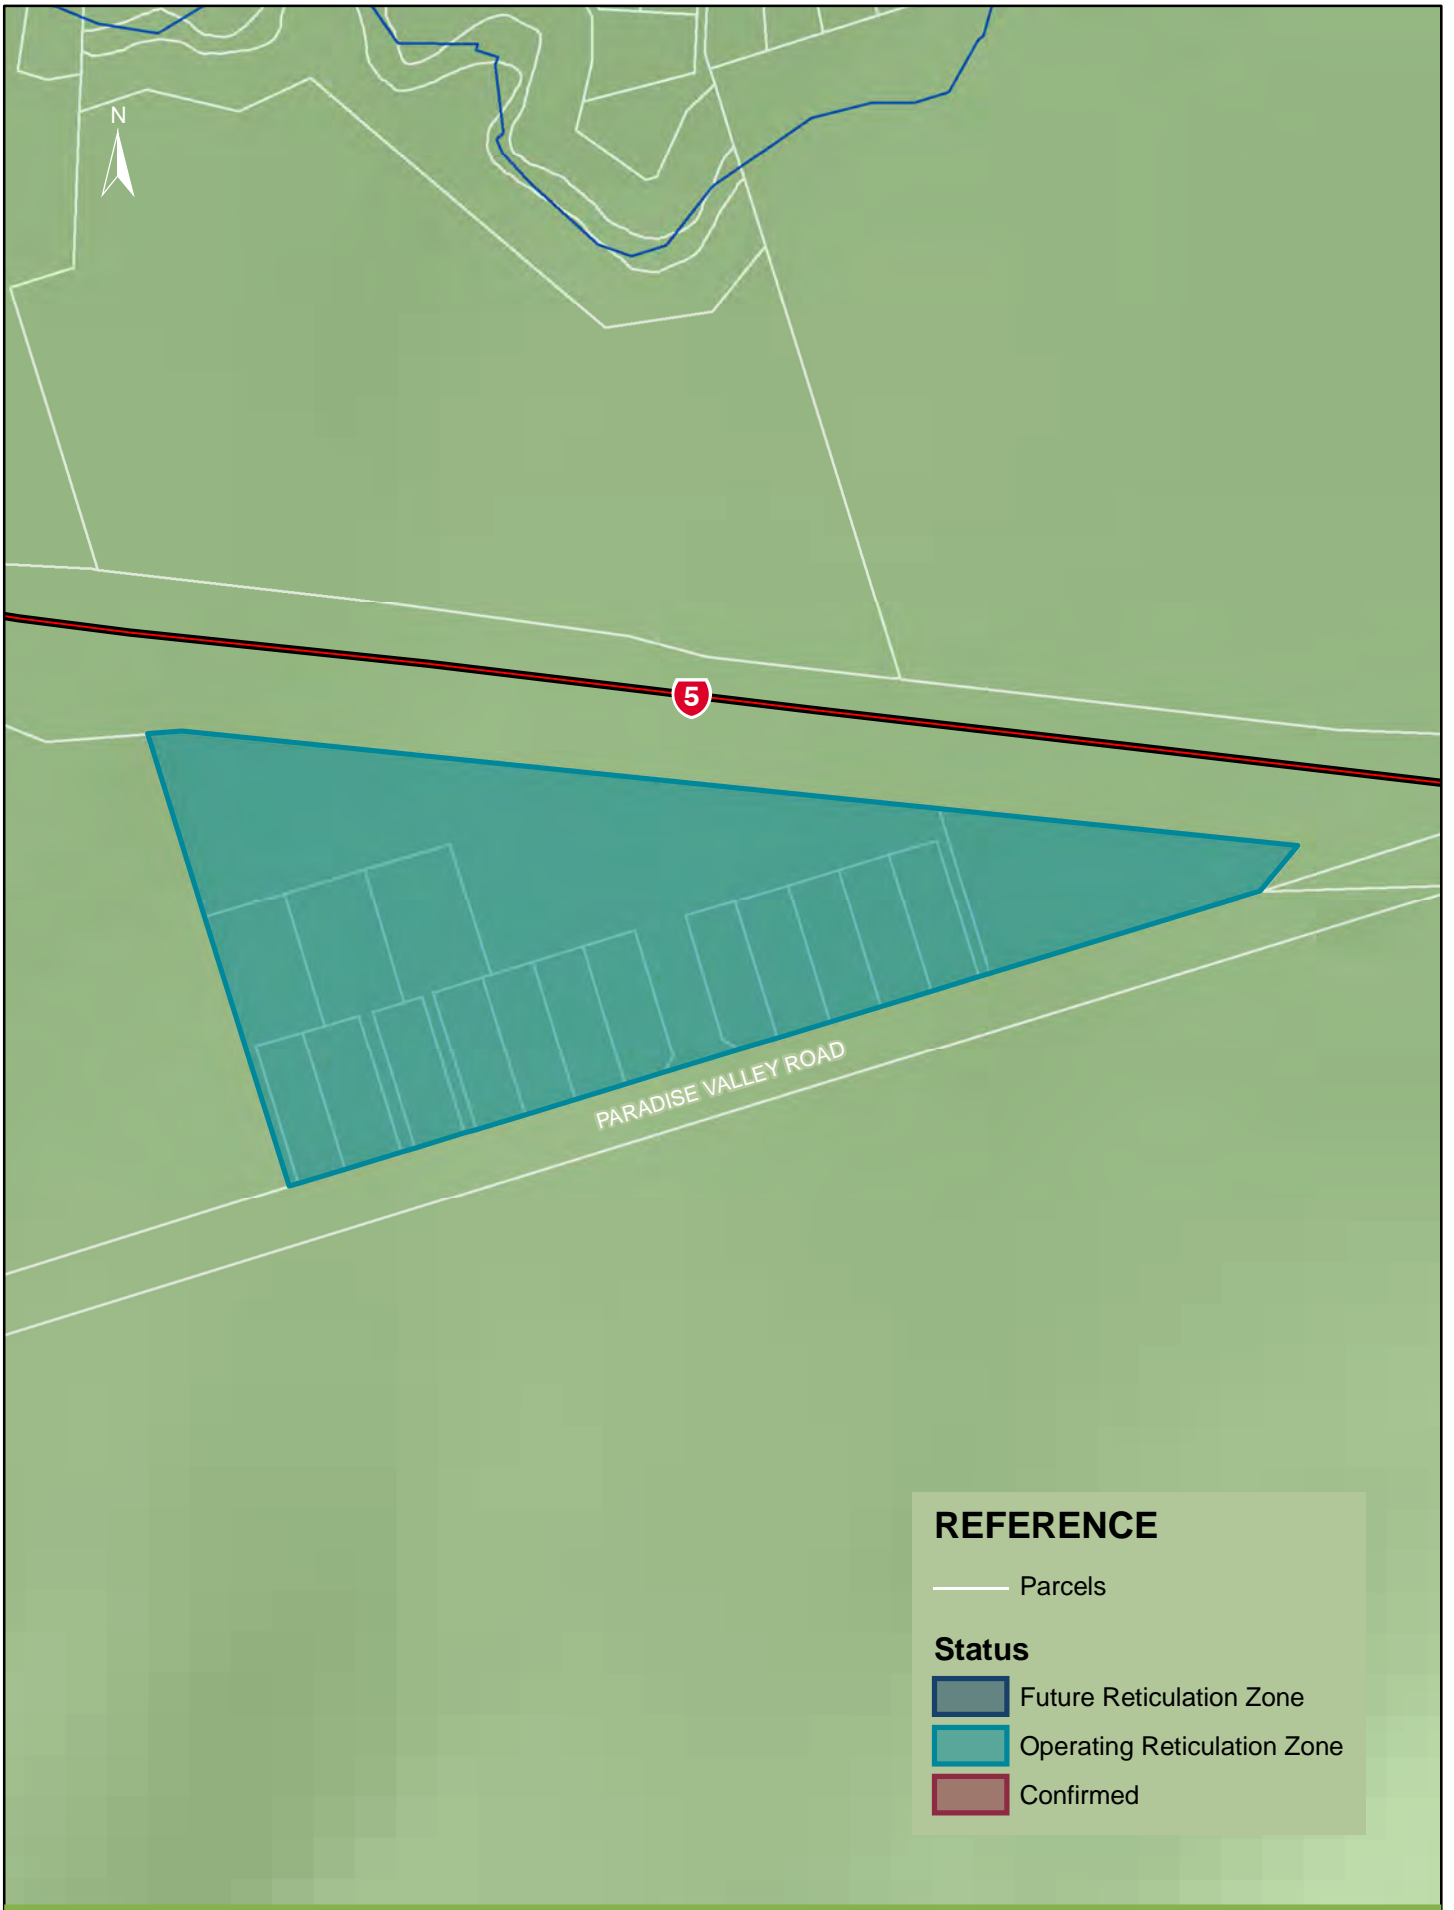 N
5
PARADISE VALLEY ROAD
REFERENCE
Parcels
Status
Future Reticulation Zone
Operating Reticulation Zone
Confirmed